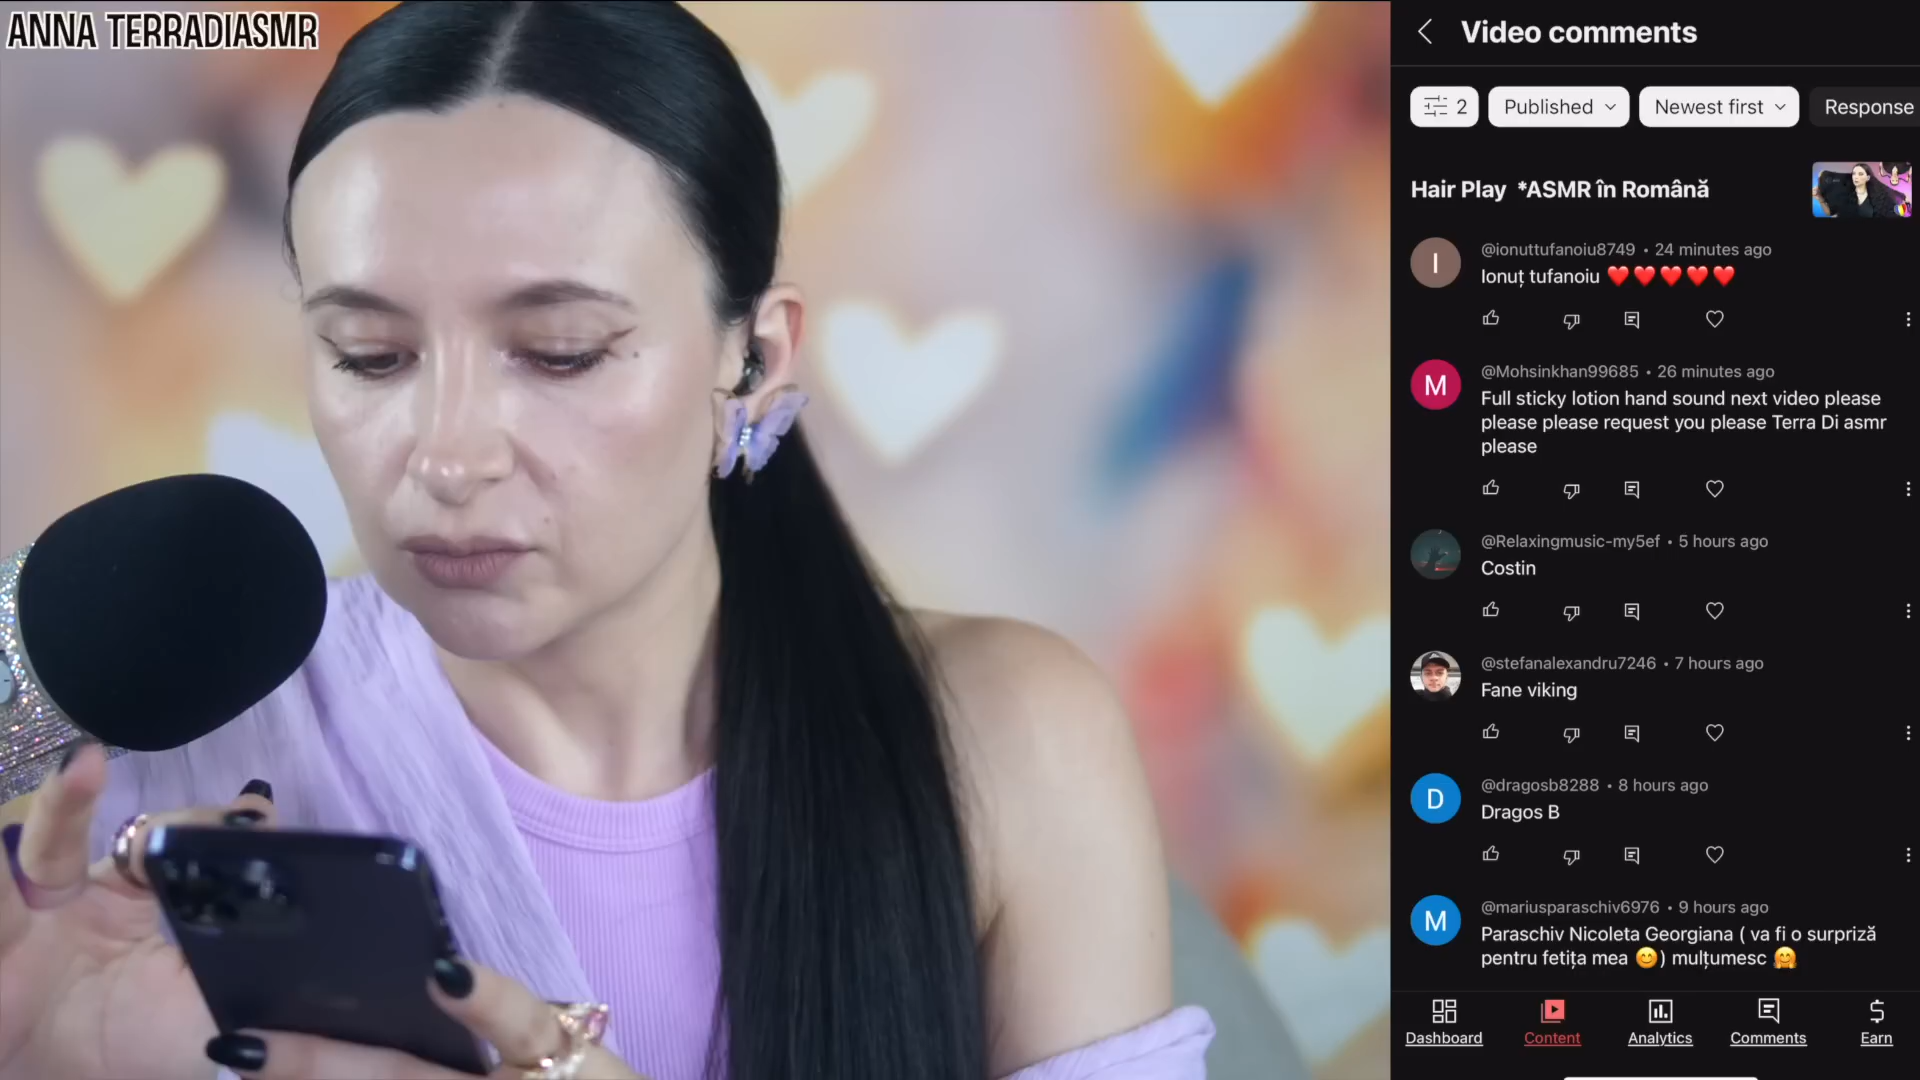 ANNA TERRADIASMR
Video comments
2
Published
Newest first
Response
Hair Play *ASMR în Română
@ionuttufanoiu8749 • 24 minutes ago
Ionuț tufanoiu ❤️❤️❤️❤️❤️
@Mohsinkhan99685 • 26 minutes ago
Full sticky lotion hand sound next video please
please please request you please Terra Di asmr
please
@Relaxingmusic-my5ef • 5 hours ago
Costin
@stefanalexandru7246 • 7 hours ago
Fane viking
@dragosb8288 • 8 hours ago
Dragos B
@mariusparaschiv6976 • 9 hours ago
Paraschiv Nicoleta Georgiana ( va fi o surpriză
pentru fetița mea 😊) mulțumesc 🤗
I
M
D
M
Dashboard
Content
Analytics
Comments
Earn